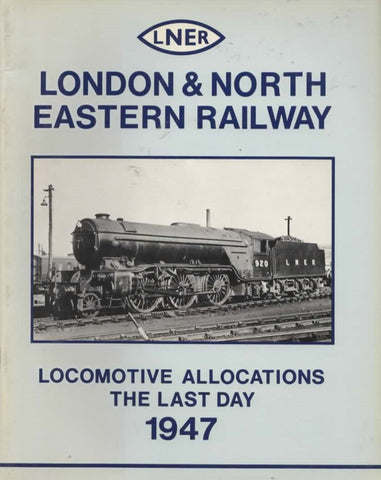 LNER
LONDON & NORTH
EASTERN RAILWAY
920
L N E R
LOCOMOTIVE ALLOCATIONS
THE LAST DAY
1947